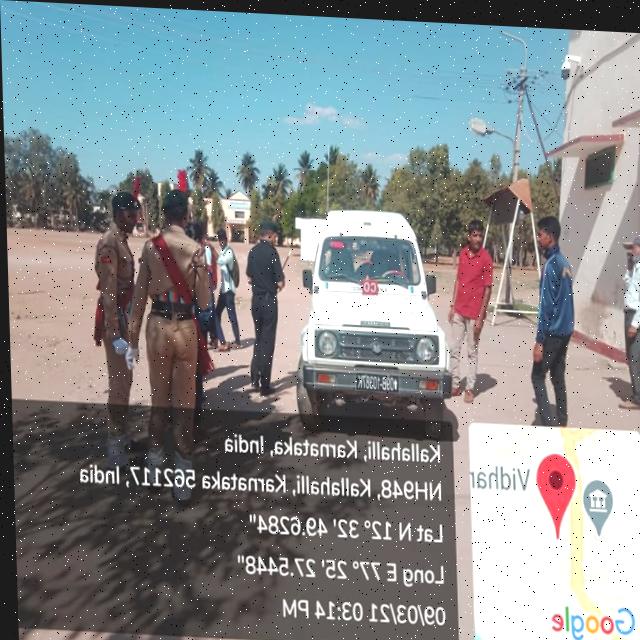 Kallahalli, Karnataka, India
NH948, Kallahalli, Karnataka 562117, India
Lat N 12° 32' 49.6284"
Long E 77° 25' 27.5448"
09/03/21 03:14 PM
Vidhan
Google
CO